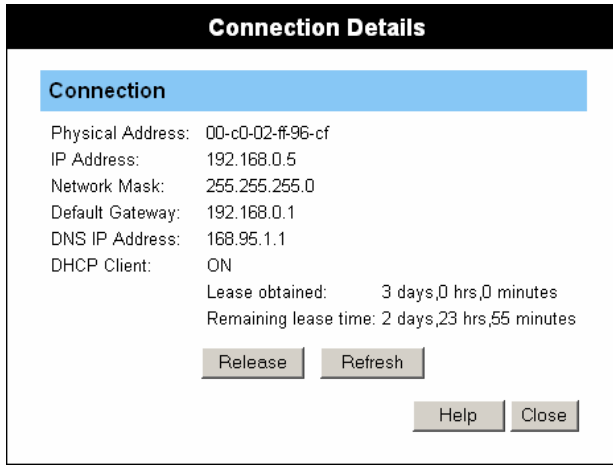 Connection Details
Connection
Physical Address: 00-c0-02-ff-96-cf
IP Address: 192.168.0.5
Network Mask: 255.255.255.0
Default Gateway: 192.168.0.1
DNS IP Address: 168.95.1.1
DHCP Client: ON
Lease obtained: 3 days,0 hrs,0 minutes
Remaining lease time: 2 days,23 hrs,55 minutes
Release Refresh
Help Close